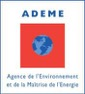 ADEME
Agence de l'Environnement
et de la Maîtrise de l'Energie